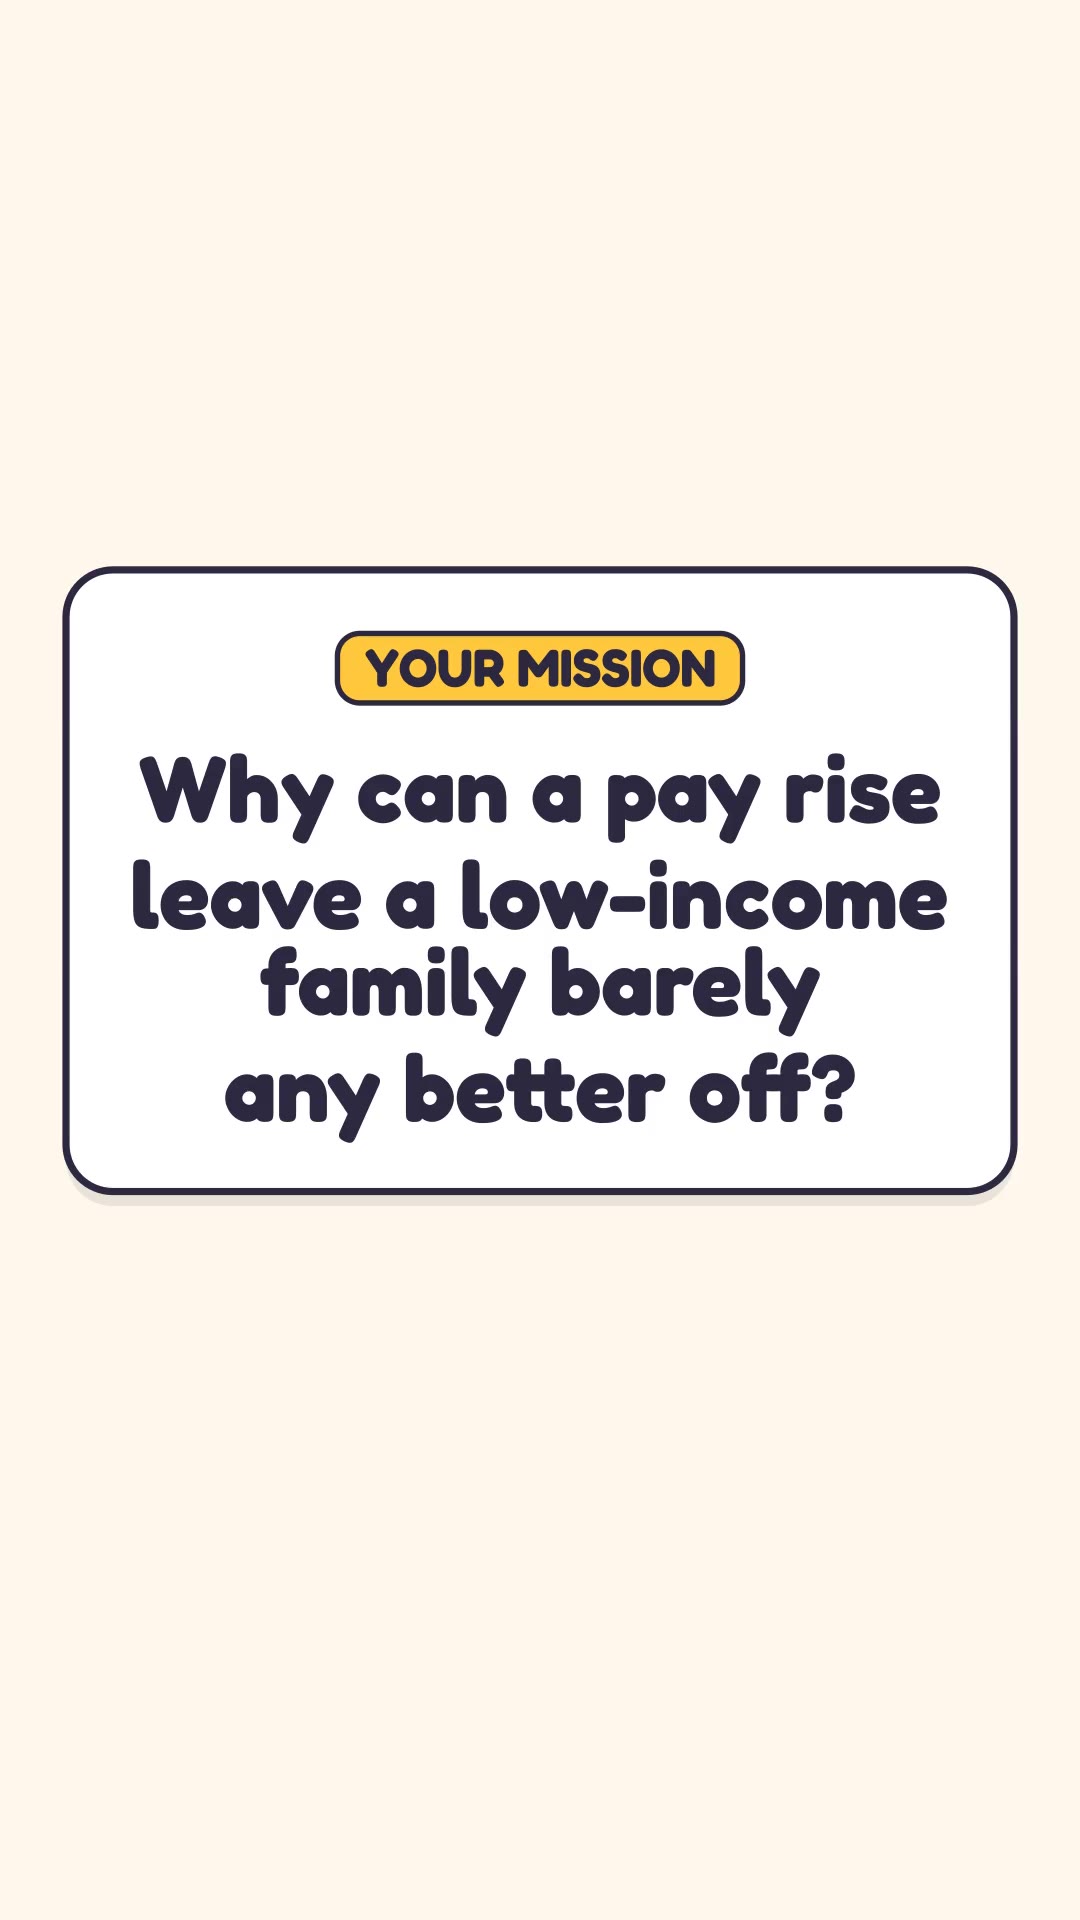 YOUR MISSION
Why can a pay rise
leave a low-income
family barely
any better off?